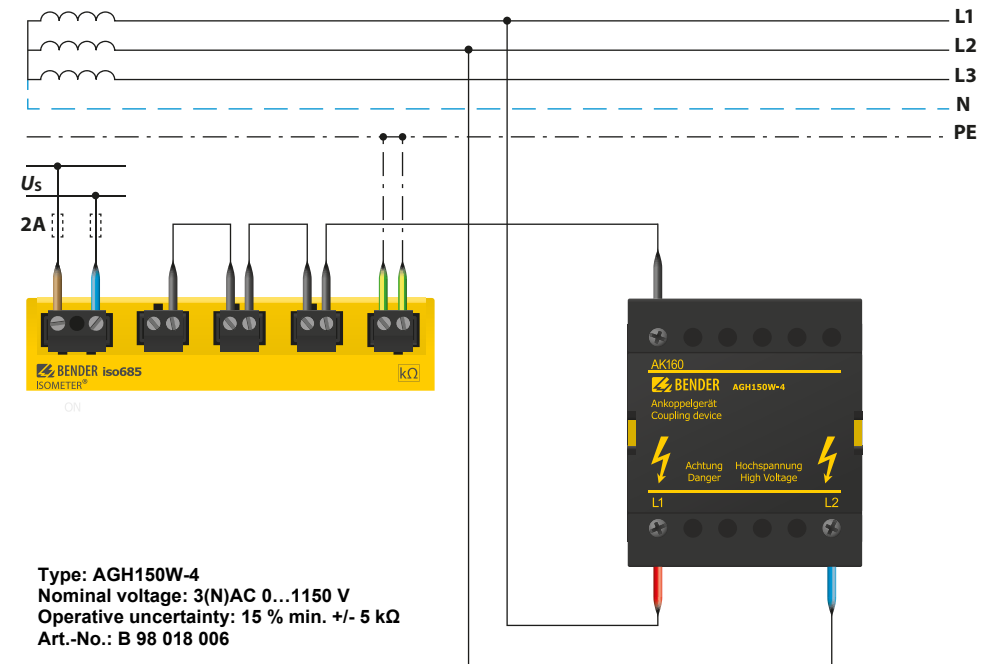 L1
L2
L3
N
PE
Us
2A
BENDER iso685
ISOMETER®
kΩ
ON
AK160
BENDER AGH150W-4
Ankoppelgerät
Coupling device
Achtung Hochspannung
Danger High Voltage
L1 L2
Type: AGH150W-4
Nominal voltage: 3(N)AC 0…1150 V
Operative uncertainty: 15 % min. +/- 5 kΩ
Art.-No.: B 98 018 006